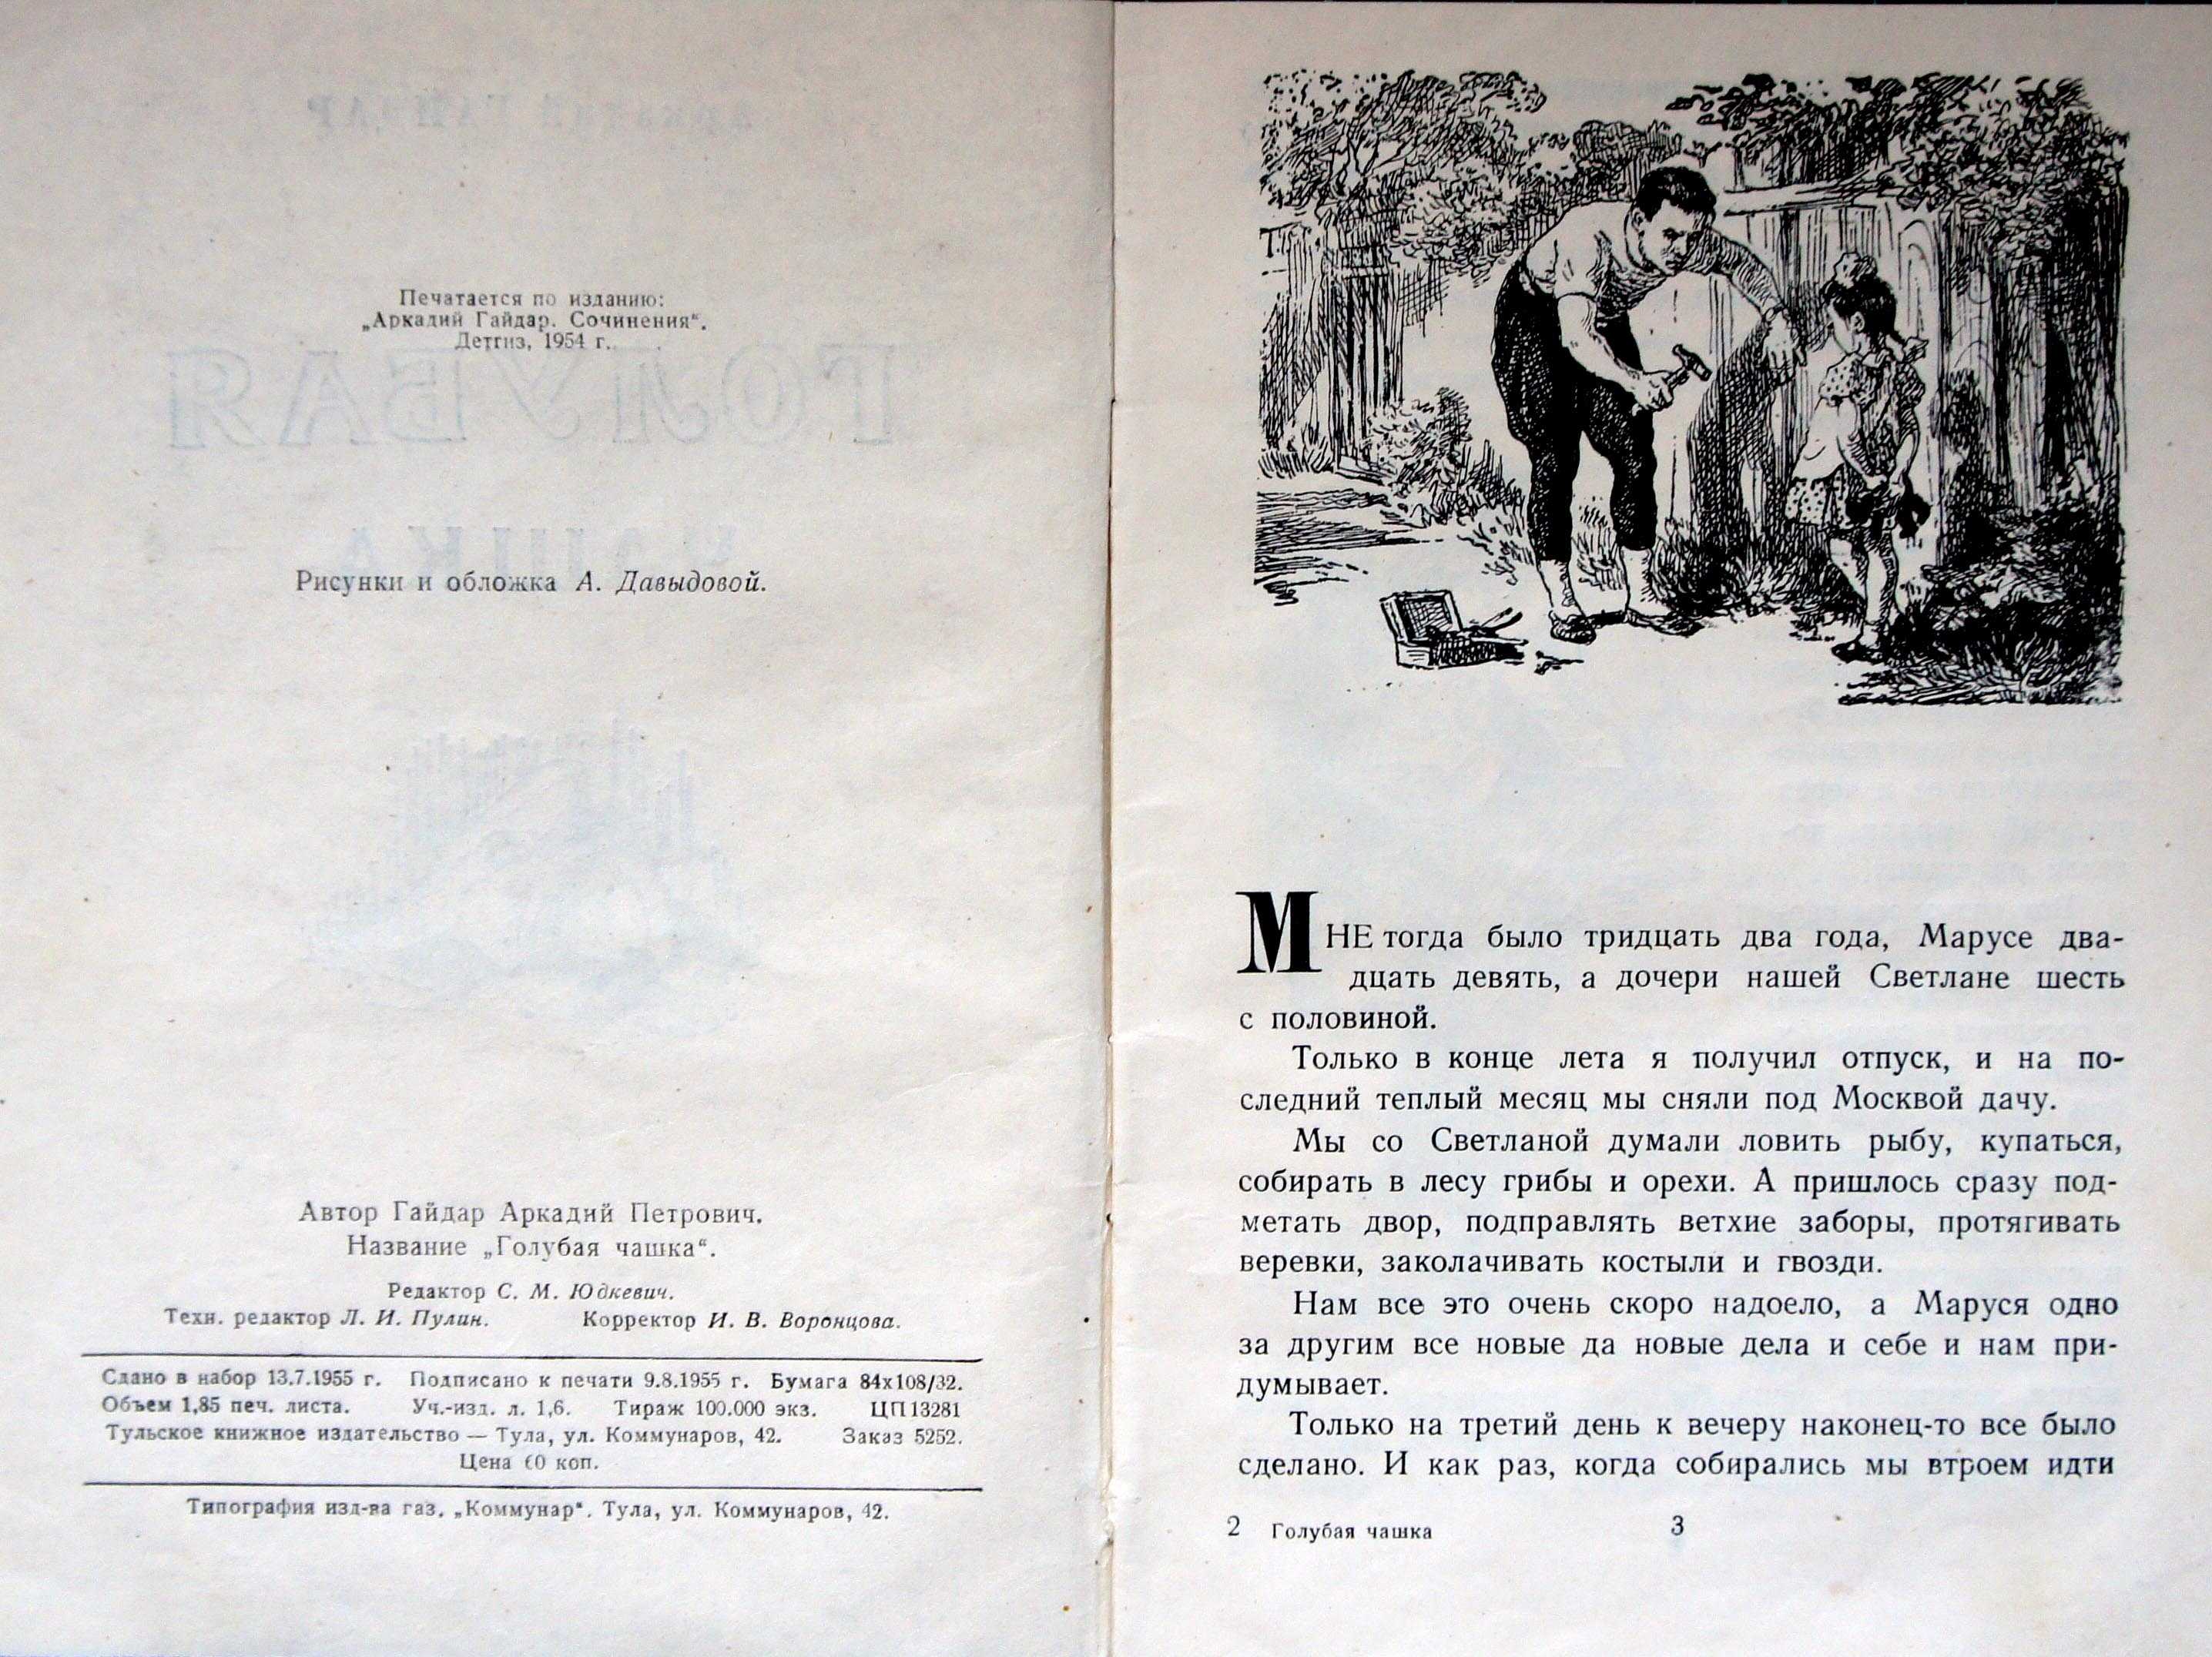 Печатается по изданию:
„Аркадий Гайдар. Сочинения“.
Детгиз, 1954 г.
Рисунки и обложка А. Давыдовой.
Автор Гайдар Аркадий Петрович.
Название „Голубая чашка“.
Редактор С. М. Юдкевич.
Техн. редактор Л. И. Пулин. Корректор И. В. Воронцова.
Сдано в набор 13.7.1955 г. Подписано к печати 9.8.1955 г. Бумага 84х108/32.
Объем 1,85 печ. листа. Уч.-изд. л. 1,6. Тираж 100.000 экз. ЦП13281
Тульское книжное издательство — Тула, ул. Коммунаров, 42. Заказ 5252.
Цена 60 коп.
Типография изд-ва газ. „Коммунар“. Тула, ул. Коммунаров, 42.
МНЕ тогда было тридцать два года, Марусе два-
дцать девять, а дочери нашей Светлане шесть
с половиной.
Только в конце лета я получил отпуск, и на по-
следний теплый месяц мы сняли под Москвой дачу.
Мы со Светланой думали ловить рыбу, купаться,
собирать в лесу грибы и орехи. А пришлось сразу под-
метать двор, подправлять ветхие заборы, протягивать
веревки, заколачивать костыли и гвозди.
Нам все это очень скоро надоело, а Маруся одно
за другим все новые да новые дела и себе и нам при-
думывает.
Только на третий день к вечеру наконец-то все было
сделано. И как раз, когда собирались мы втроем идти
2 Голубая чашка 3